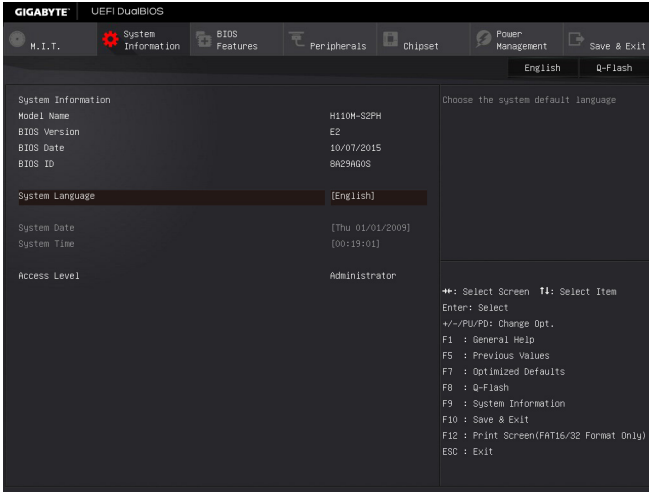 GIGABYTE™ UEFI DualBIOS
M.I.T. System Information BIOS Features Peripherals Chipset Power Management Save & Exit
English Q-Flash
System Information
Model Name H110M-S2PH
BIOS Version E2
BIOS Date 10/07/2015
BIOS ID 8A29AG0S
System Language [English]
System Date [Thu 01/01/2009]
System Time [00:19:01]
Access Level Administrator
Choose the system default language
→←: Select Screen ↑↓: Select Item
Enter: Select
+/-/PU/PD: Change Opt.
F1 : General Help
F5 : Previous Values
F7 : Optimized Defaults
F8 : Q-Flash
F9 : System Information
F10 : Save & Exit
F12 : Print Screen(FAT16/32 Format Only)
ESC : Exit